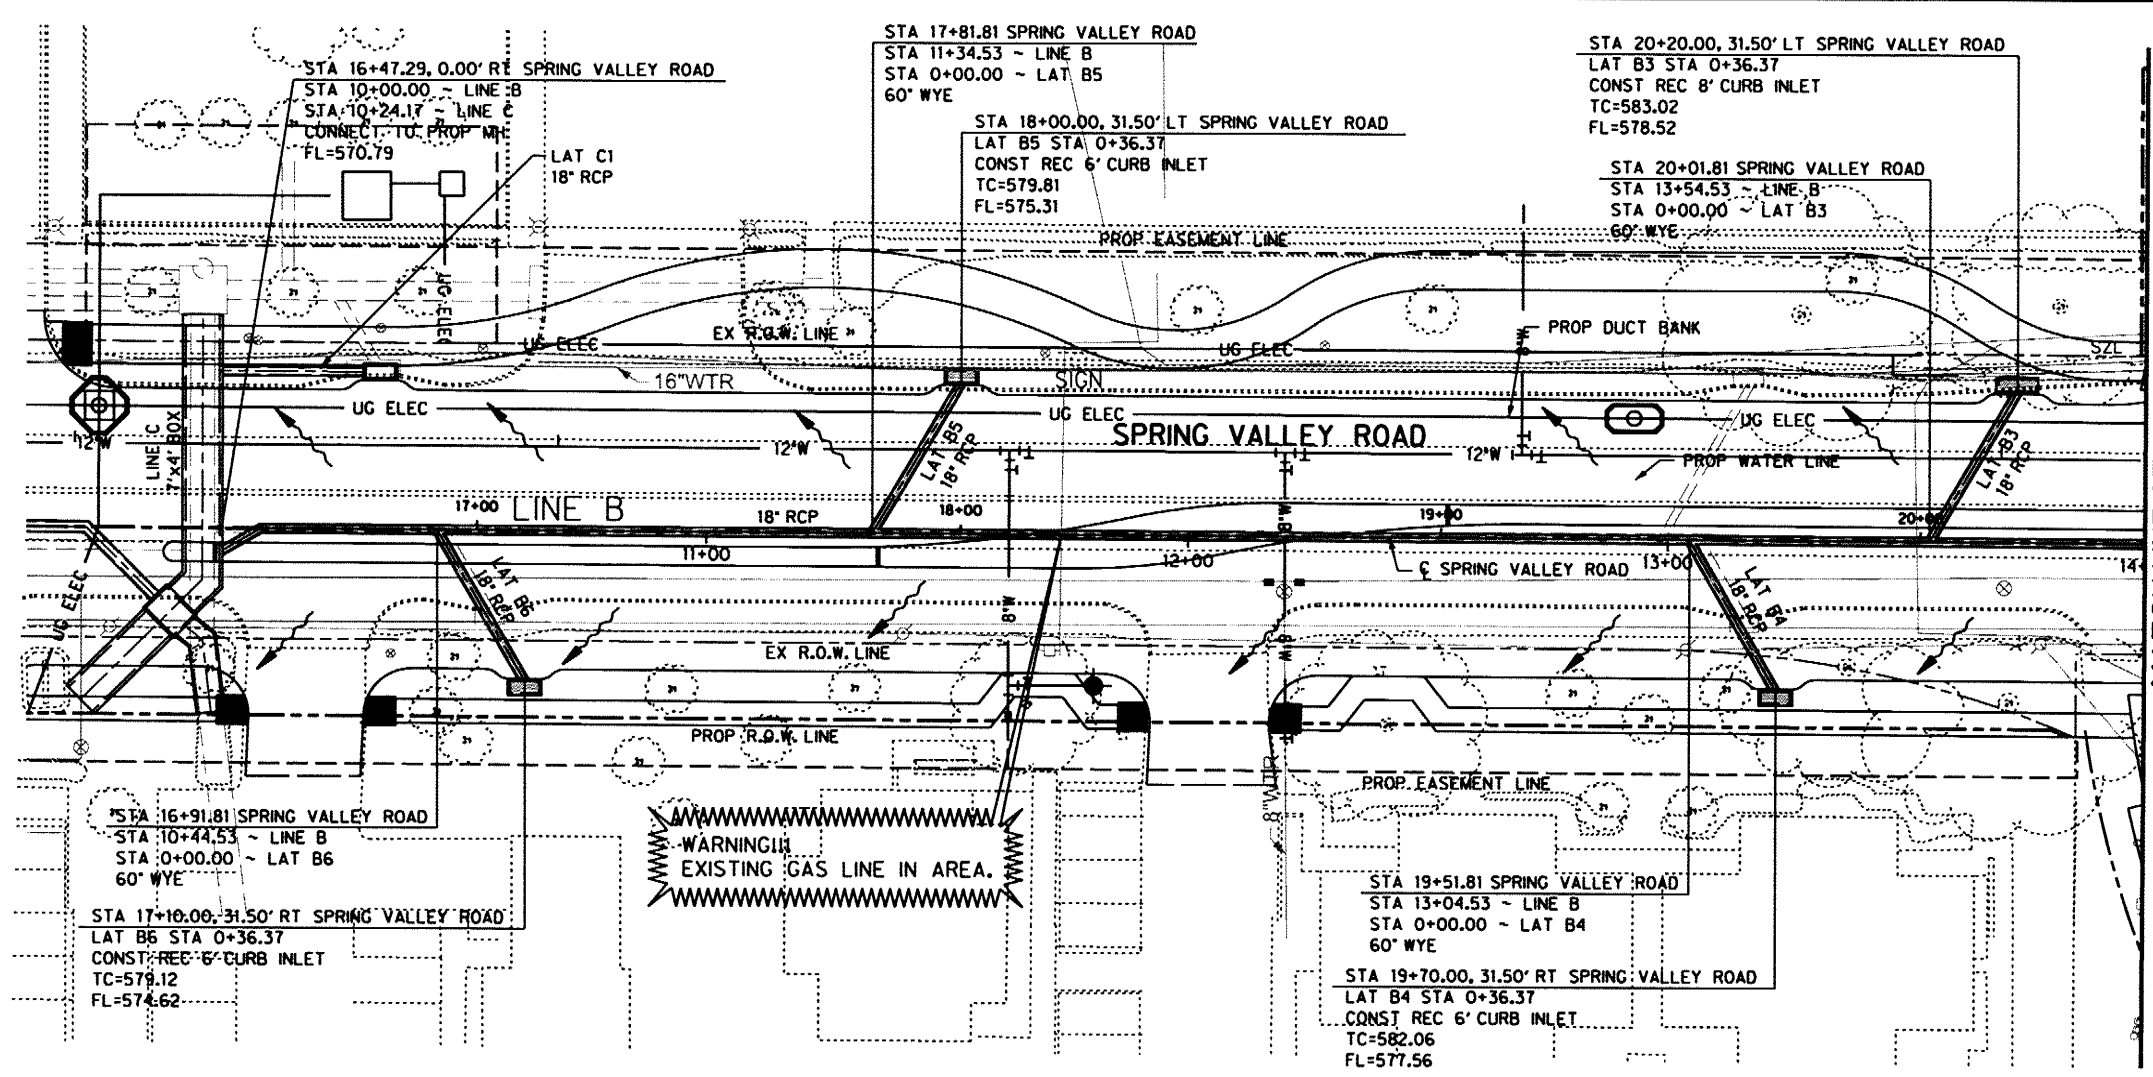 STA 16+47.29, 0.00' RT SPRING VALLEY ROAD
STA 10+00.00 ~ LINE B
STA 10+24.17 ~ LINE C
CONNECT TO PROP MH
FL=570.79
LAT C1
18" RCP
STA 17+81.81 SPRING VALLEY ROAD
STA 11+34.53 ~ LINE B
STA 0+00.00 ~ LAT B5
60° WYE
STA 18+00.00, 31.50' LT SPRING VALLEY ROAD
LAT B5 STA 0+36.37
CONST REC 6' CURB INLET
TC=579.81
FL=575.31
STA 20+20.00, 31.50' LT SPRING VALLEY ROAD
LAT B3 STA 0+36.37
CONST REC 8' CURB INLET
TC=583.02
FL=578.52
STA 20+01.81 SPRING VALLEY ROAD
STA 13+54.53 ~ LINE B
STA 0+00.00 ~ LAT B3
60° WYE
PROP EASEMENT LINE
UG ELEC
EX R.O.W. LINE
UG ELEC
UG ELEC
PROP DUCT BANK
8"W
SZL
16"WTR
SIGN
UG ELEC
UG ELEC
UG ELEC
12"W
12"W
12"W
SPRING VALLEY ROAD
PROP WATER LINE
LINE C
7'x4' BOX
LAT B5
18" RCP
LAT B3
18" RCP
17+00
LINE B
18" RCP
18+00
19+00
20+00
8"W
11+00
12+00
13+00
14+
℄ SPRING VALLEY ROAD
UG ELEC
LAT B6
18" RCP
8"W
6"W
LAT B4
18" RCP
EX R.O.W. LINE
PROP R.O.W. LINE
PROP EASEMENT LINE
8"WTR
STA 16+91.81 SPRING VALLEY ROAD
STA 10+44.53 ~ LINE B
STA 0+00.00 ~ LAT B6
60° WYE
WARNING!!!
EXISTING GAS LINE IN AREA.
STA 17+10.00, 31.50' RT SPRING VALLEY ROAD
LAT B6 STA 0+36.37
CONST REC 6' CURB INLET
TC=579.12
FL=574.62
STA 19+51.81 SPRING VALLEY ROAD
STA 13+04.53 ~ LINE B
STA 0+00.00 ~ LAT B4
60° WYE
STA 19+70.00, 31.50' RT SPRING VALLEY ROAD
LAT B4 STA 0+36.37
CONST REC 6' CURB INLET
TC=582.06
FL=577.56